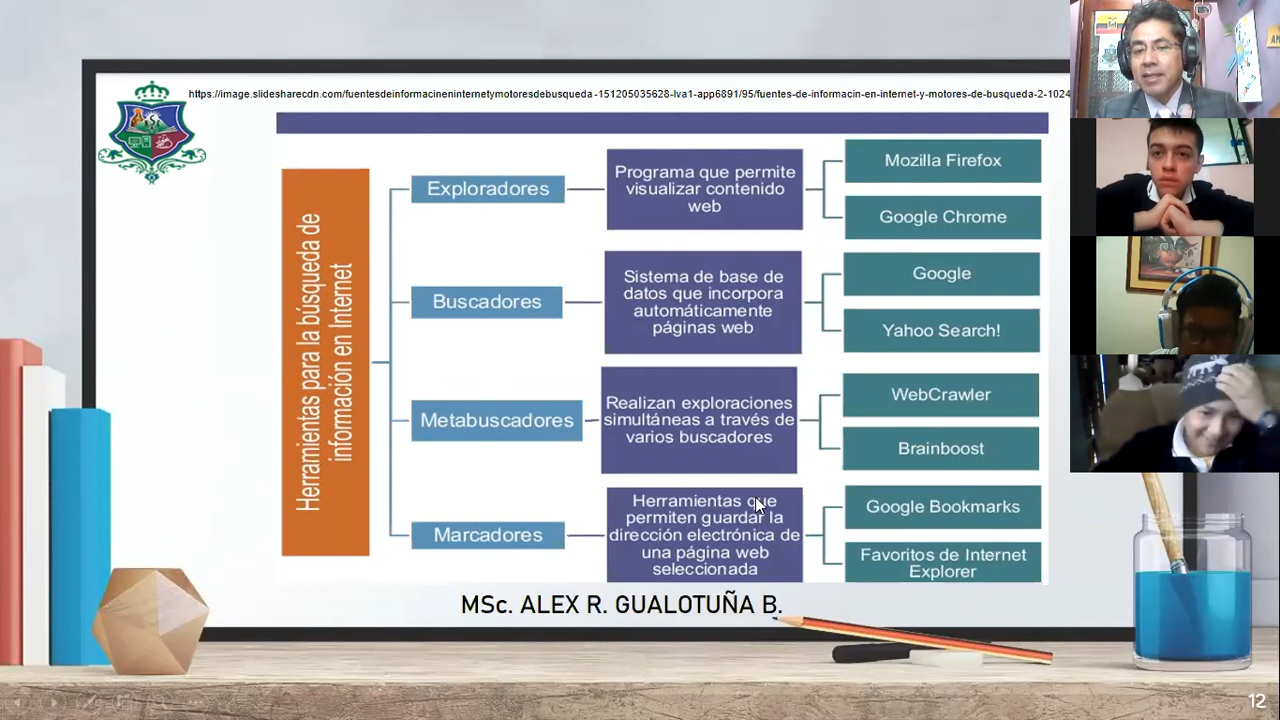 https://image.slidesharecdn.com/fuentesdeinformacineninternetymotoresdebusqueda-151205035628-lva1-app6891/95/fuentes-de-informacin-en-internet-y-motores-de-busqueda-2-1024
Herramientas para la búsqueda de
información en Internet
Exploradores
Programa que permite
visualizar contenido
web
Mozilla Firefox
Google Chrome
Buscadores
Sistema de base de
datos que incorpora
automáticamente
páginas web
Google
Yahoo Search!
Metabuscadores
Realizan exploraciones
simultáneas a través de
varios buscadores
WebCrawler
Brainboost
Marcadores
Herramientas que
permiten guardar la
dirección electrónica de
una página web
seleccionada
Google Bookmarks
Favoritos de Internet
Explorer
MSc. ALEX R. GUALOTUÑA B.
12